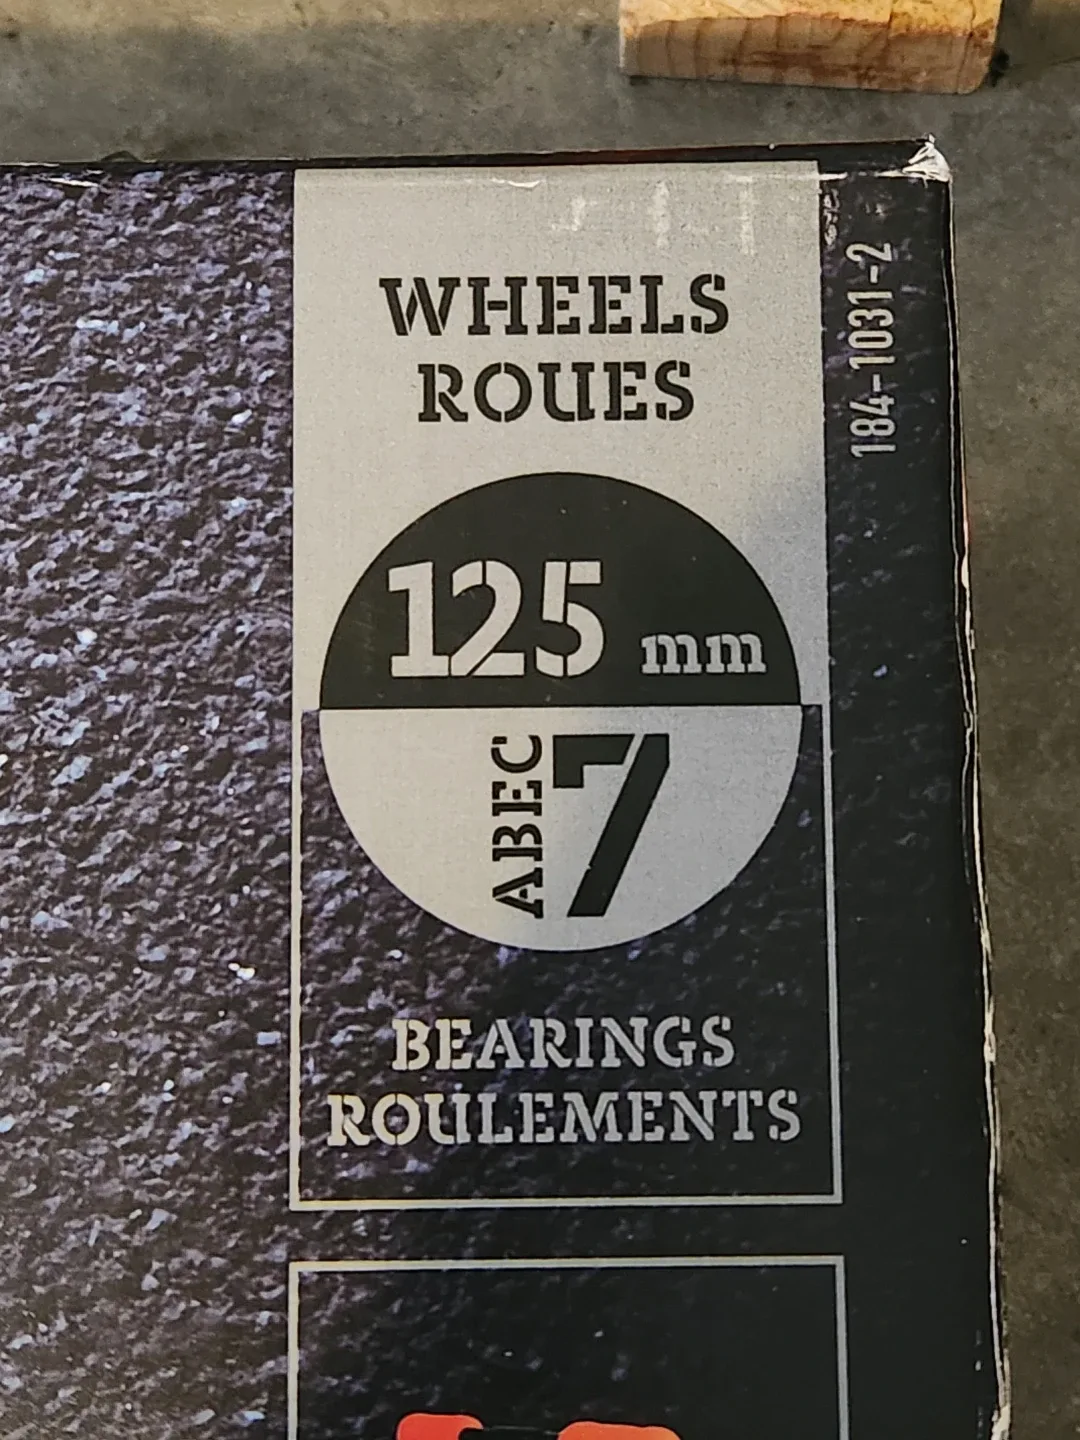 WHEELS
ROUES
184-1031-2
125 mm
ABEC 7
BEARINGS
ROULEMENTS